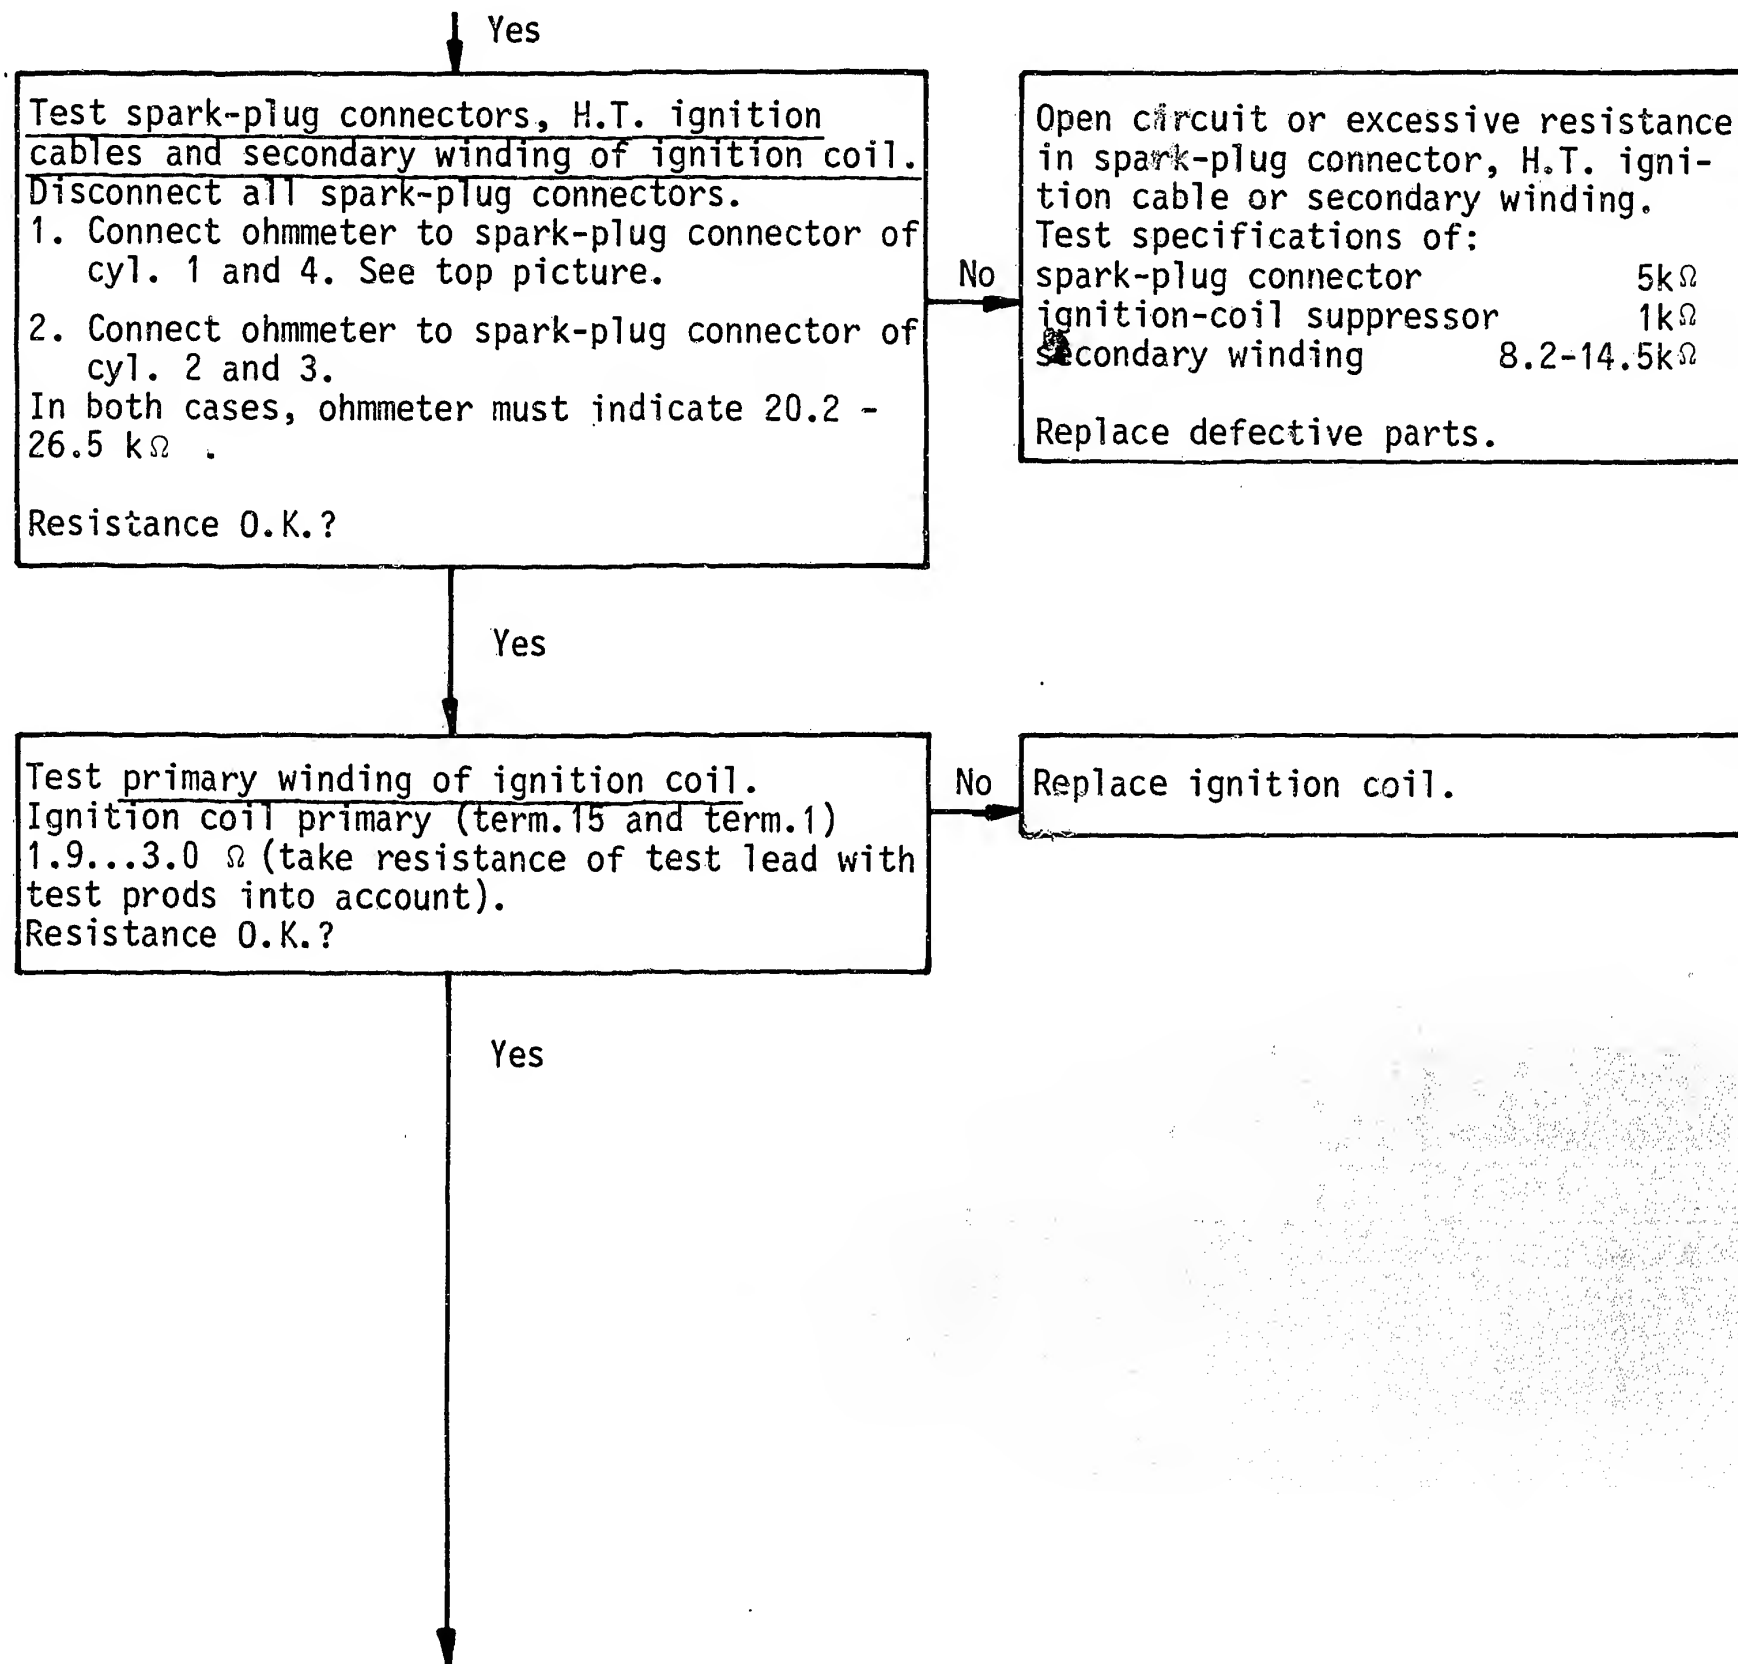 Yes
Test spark-plug connectors, H.T. ignition
cables and secondary winding of ignition coil.
Disconnect all spark-plug connectors.
1. Connect ohmmeter to spark-plug connector of
cyl. 1 and 4. See top picture.
2. Connect ohmmeter to spark-plug connector of
cyl. 2 and 3.
In both cases, ohmmeter must indicate 20.2 -
26.5 kΩ .
Resistance O.K.?
No
Open circuit or excessive resistance
in spark-plug connector, H.T. igni-
tion cable or secondary winding.
Test specifications of:
spark-plug connector 5kΩ
ignition-coil suppressor 1kΩ
secondary winding 8.2-14.5kΩ
Replace defective parts.
Yes
Test primary winding of ignition coil.
Ignition coil primary (term.15 and term.1)
1.9...3.0 Ω (take resistance of test lead with
test prods into account).
Resistance O.K.?
No
Replace ignition coil.
Yes